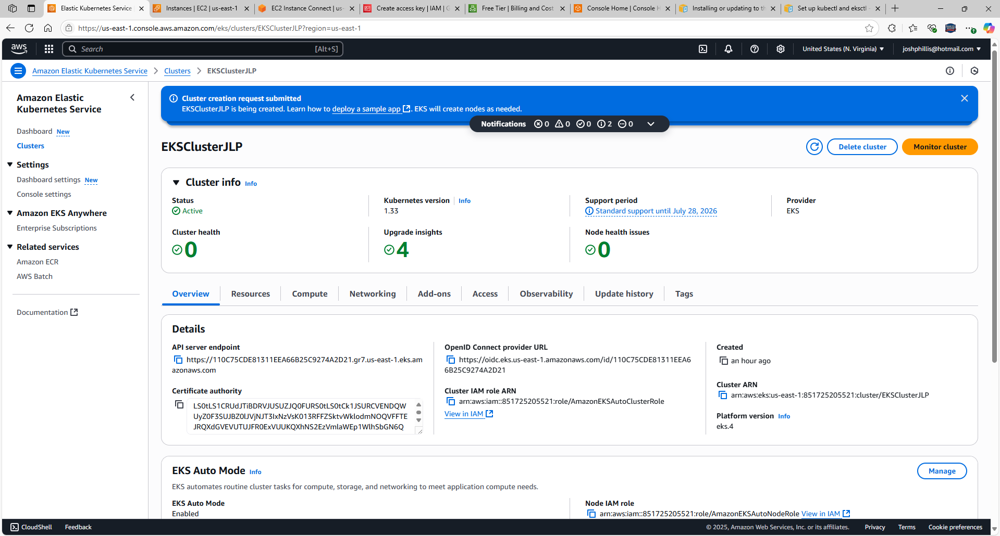 Elastic Kubernetes Service
Instances | EC2 | us-east-1
EC2 Instance Connect | us-
Create access key | IAM | G
Free Tier | Billing and Cost
Console Home | Console H
Installing or updating to th
Set up kubectl and eksctl -
https://us-east-1.console.aws.amazon.com/eks/clusters/EKSClusterJLP?region=us-east-1
aws
Search
[Alt+S]
United States (N. Virginia)
joshphillis@hotmail.com
Amazon Elastic Kubernetes Service
Clusters
EKSClusterJLP
Amazon Elastic
Kubernetes Service
Dashboard New
Clusters
Settings
Dashboard settings New
Console settings
Amazon EKS Anywhere
Enterprise Subscriptions
Related services
Amazon ECR
AWS Batch
Documentation
Cluster creation request submitted
EKSClusterJLP is being created. Learn how to deploy a sample app. EKS will create nodes as needed.
Notifications 0 0 0 2 0
EKSClusterJLP
Delete cluster
Monitor cluster
Cluster info Info
Status
Active
Kubernetes version Info
1.33
Support period
Standard support until July 28, 2026
Provider
EKS
Cluster health
0
Upgrade insights
4
Node health issues
0
Overview Resources Compute Networking Add-ons Access Observability Update history Tags
Details
API server endpoint
https://110C75CDE81311EEA66B25C9274A2D21.gr7.us-east-1.eks.am
azonaws.com
Certificate authority
LS0tLS1CRUdJTiBDRVJUSUZJQ0FURS0tLS0tCk1JSURCVENDQW
UyZ0F3SUJBZ0lJVjNJT3IxNzVsK013RFFZSktvWklodmNOQVFFTE
JRQXdGVEVUTUJFR0ExVUUKQXhNS2EzVmlaWEp1WlhSbGN6Q
OpenID Connect provider URL
https://oidc.eks.us-east-1.amazonaws.com/id/110C75CDE81311EEA6
6B25C9274A2D21
Cluster IAM role ARN
arn:aws:iam::851725205521:role/AmazonEKSAutoClusterRole
View in IAM
Created
an hour ago
Cluster ARN
arn:aws:eks:us-east-1:851725205521:cluster/EKSClusterJLP
Platform version Info
eks.4
EKS Auto Mode Info
Manage
EKS automates routine cluster tasks for compute, storage, and networking to meet application compute needs.
EKS Auto Mode
Enabled
Node IAM role
arn:aws:iam::851725205521:role/AmazonEKSAutoNodeRole View in IAM
CloudShell
Feedback
© 2025, Amazon Web Services, Inc. or its affiliates.
Privacy
Terms
Cookie preferences